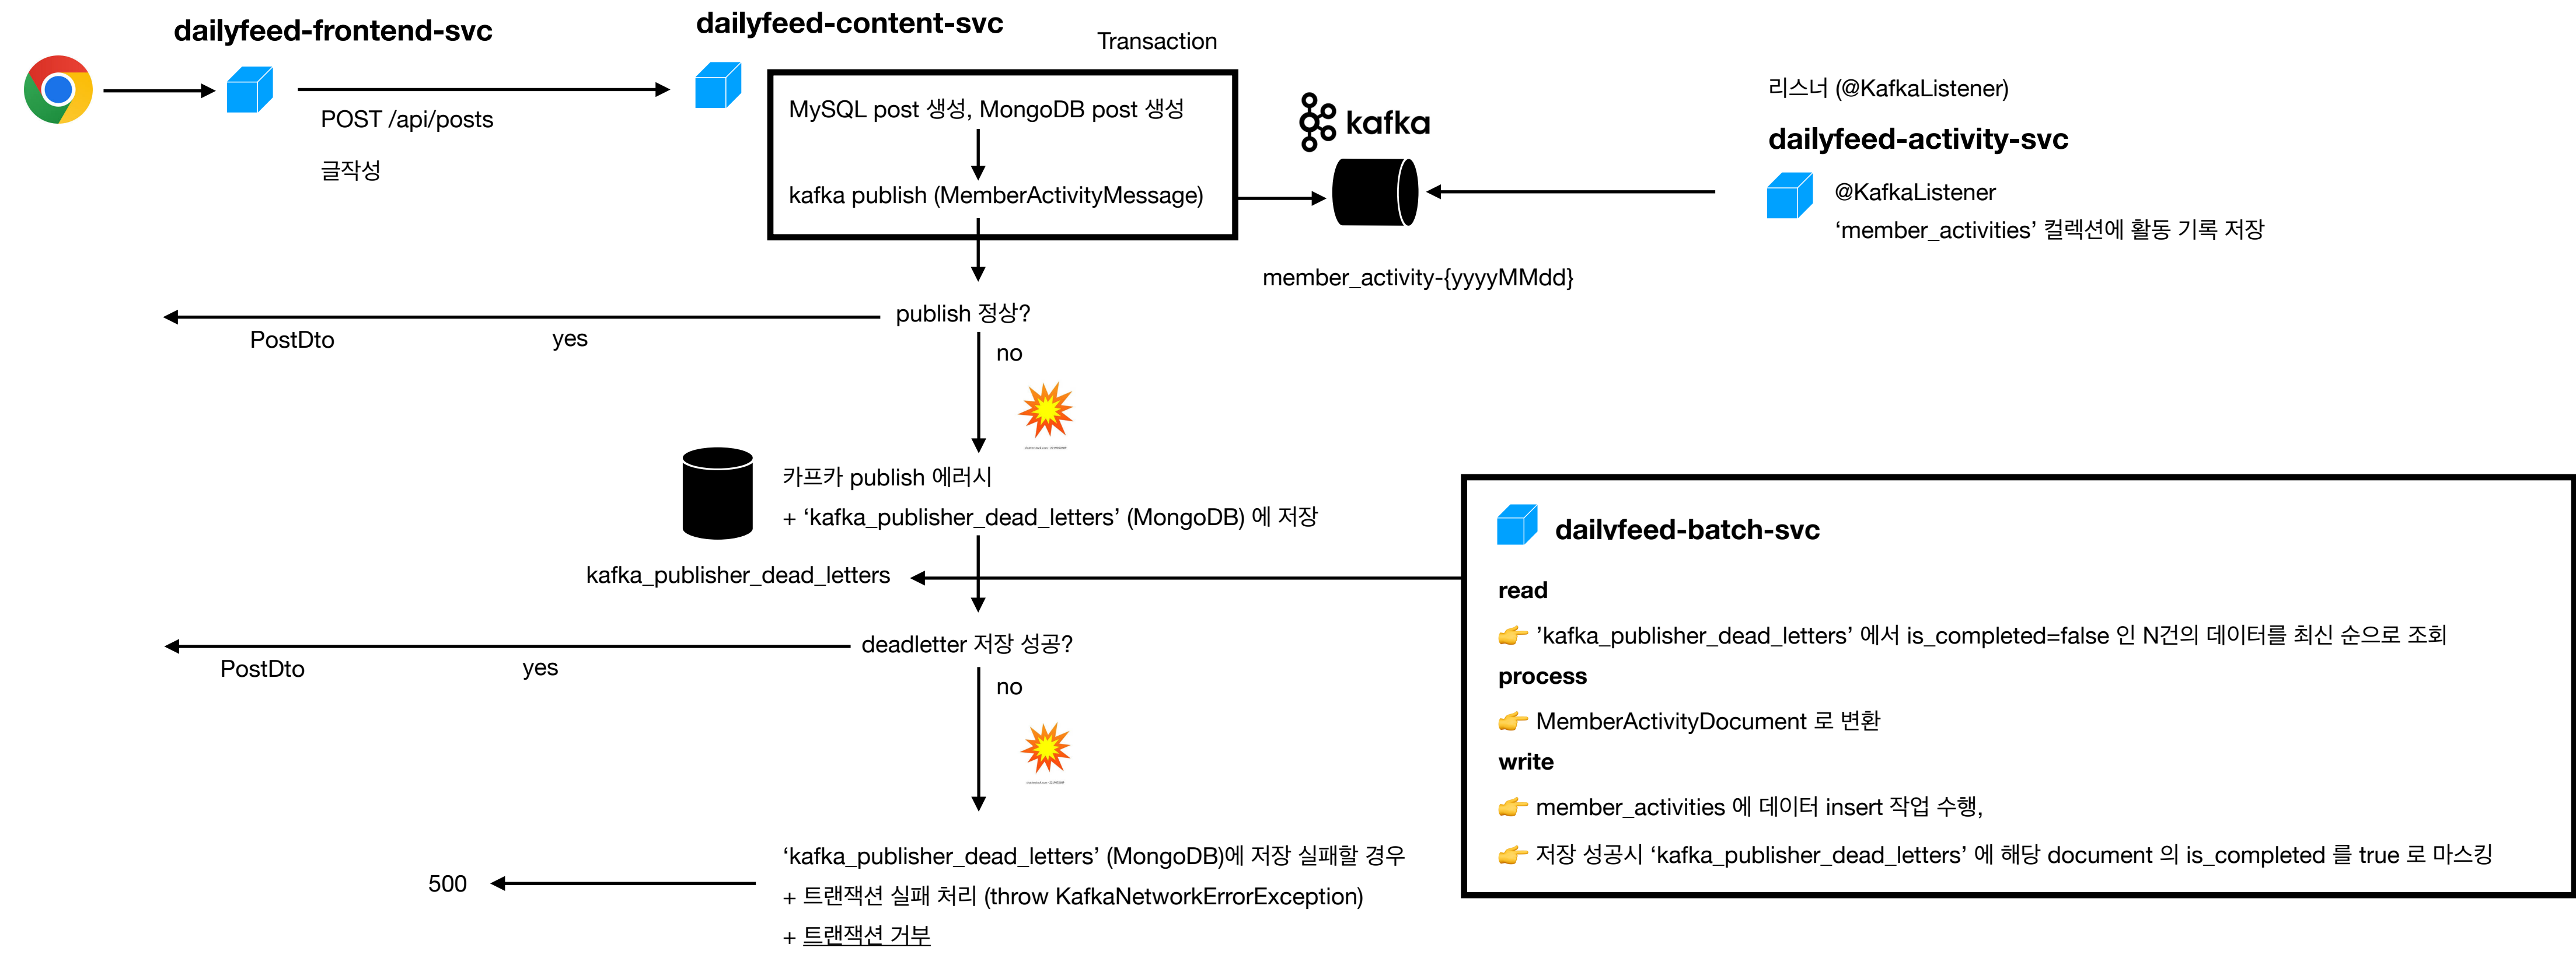 dailyfeed-frontend-svc
POST /api/posts
글작성
dailyfeed-content-svc
Transaction
MySQL post 생성, MongoDB post 생성
kafka publish (MemberActivityMessage)
kafka
member_activity-{yyyyMMdd}
리스너 (@KafkaListener)
dailyfeed-activity-svc
@KafkaListener
‘member_activities’ 컬렉션에 활동 기록 저장
publish 정상?
PostDto
yes
no
카프카 publish 에러시
+ ‘kafka_publisher_dead_letters’ (MongoDB) 에 저장
kafka_publisher_dead_letters
deadletter 저장 성공?
PostDto
yes
no
‘kafka_publisher_dead_letters’ (MongoDB)에 저장 실패할 경우
+ 트랜잭션 실패 처리 (throw KafkaNetworkErrorException)
+ 트랜잭션 거부
500
dailyfeed-batch-svc
read
👉 ’kafka_publisher_dead_letters’ 에서 is_completed=false 인 N건의 데이터를 최신 순으로 조회
process
👉 MemberActivityDocument 로 변환
write
👉 member_activities 에 데이터 insert 작업 수행,
👉 저장 성공시 ‘kafka_publisher_dead_letters’ 에 해당 document 의 is_completed 를 true 로 마스킹